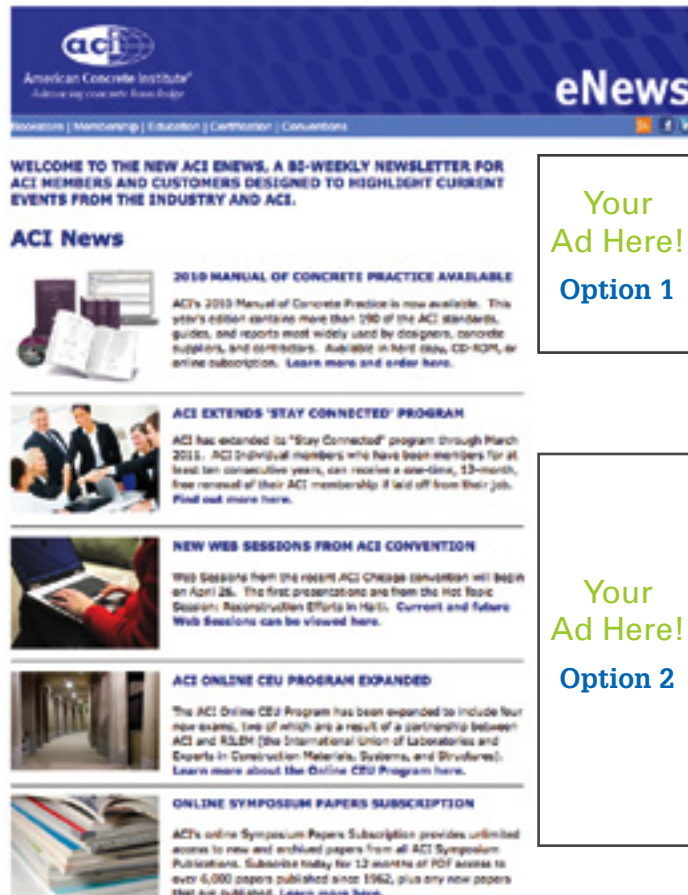 aci
American Concrete Institute®
Advancing concrete knowledge
eNews
Bookstore | Membership | Education | Certification | Conventions
WELCOME TO THE NEW ACI ENEWS, A BI-WEEKLY NEWSLETTER FOR
ACI MEMBERS AND CUSTOMERS DESIGNED TO HIGHLIGHT CURRENT
EVENTS FROM THE INDUSTRY AND ACI.
ACI News
2010 MANUAL OF CONCRETE PRACTICE AVAILABLE
ACI's 2010 Manual of Concrete Practice is now available. This
year's edition contains more than 190 of the ACI standards,
guides, and reports most widely used by designers, concrete
suppliers, and contractors. Available in hard copy, CD-ROM, or
online subscription. Learn more and order here.
ACI EXTENDS 'STAY CONNECTED' PROGRAM
ACI has extended its "Stay Connected" program through March
2011. ACI Individual members who have been members for at
least ten consecutive years, can receive a one-time, 12-month,
free renewal of their ACI membership if laid off from their job.
Find out more here.
NEW WEB SESSIONS FROM ACI CONVENTION
Web Sessions from the recent ACI Chicago convention will begin
on April 26. The first presentations are from the Hot Topic
Session: Reconstruction Efforts in Haiti. Current and future
Web Sessions can be viewed here.
ACI ONLINE CEU PROGRAM EXPANDED
The ACI Online CEU Program has been expanded to include four
new exams, two of which are a result of a partnership between
ACI and RILEM (the International Union of Laboratories and
Experts in Construction Materials, Systems, and Structures).
Learn more about the Online CEU Program here.
ONLINE SYMPOSIUM PAPERS SUBSCRIPTION
ACI's online Symposium Papers Subscription provides unlimited
access to new and archived papers from all ACI Symposium
Publications. Subscribe today for 12 months of PDF access to
over 6,000 papers published since 1962, plus any new papers
that are published. Learn more here.
Your
Ad Here!
Option 1
Your
Ad Here!
Option 2